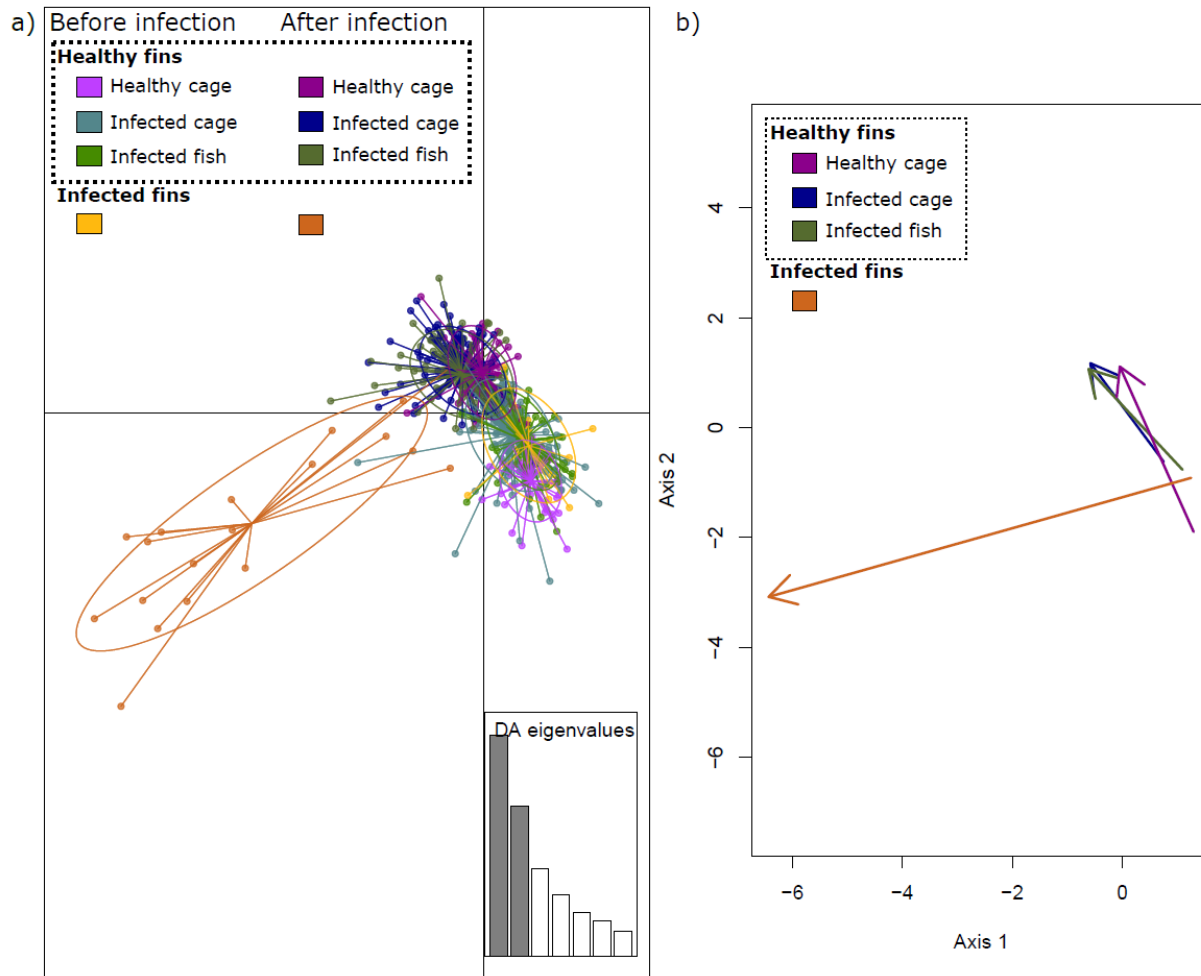 a)
Before infection After infection
Healthy fins
Healthy cage Healthy cage
Infected cage Infected cage
Infected fish Infected fish
Infected fins
DA eigenvalues
b)
Healthy fins
Healthy cage
Infected cage
Infected fish
Infected fins
Axis 2
4
2
0
−2
−4
−6
−6 −4 −2 0
Axis 1